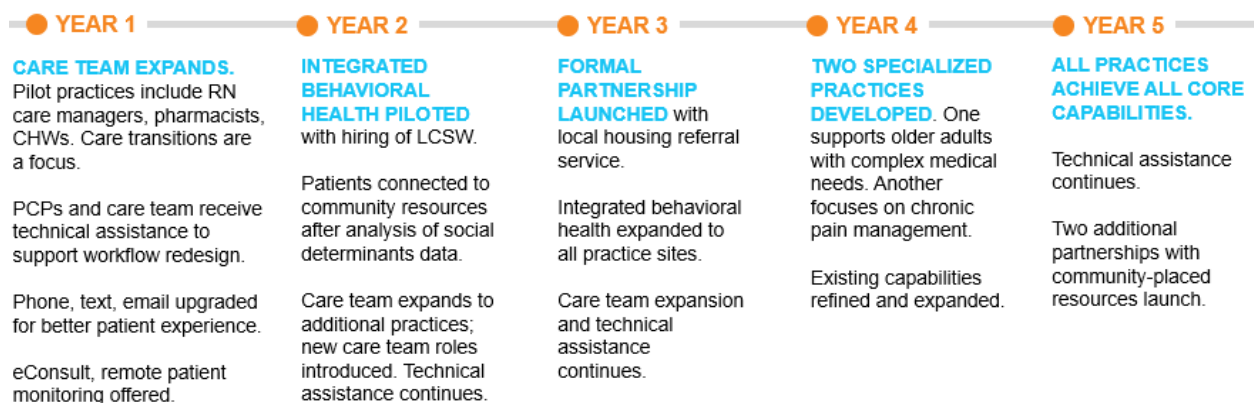 YEAR 1
CARE TEAM EXPANDS.
Pilot practices include RN
care managers, pharmacists,
CHWs. Care transitions are
a focus.
PCPs and care team receive
technical assistance to
support workflow redesign.
Phone, text, email upgraded
for better patient experience.
eConsult, remote patient
monitoring offered.
YEAR 2
INTEGRATED
BEHAVIORAL
HEALTH PILOTED
with hiring of LCSW.
Patients connected to
community resources
after analysis of social
determinants data.
Care team expands to
additional practices;
new care team roles
introduced. Technical
assistance continues.
YEAR 3
FORMAL
PARTNERSHIP
LAUNCHED with
local housing referral
service.
Integrated behavioral
health expanded to
all practice sites.
Care team expansion
and technical
assistance
continues.
YEAR 4
TWO SPECIALIZED
PRACTICES
DEVELOPED. One
supports older adults
with complex medical
needs. Another
focuses on chronic
pain management.
Existing capabilities
refined and expanded.
YEAR 5
ALL PRACTICES
ACHIEVE ALL CORE
CAPABILITIES.
Technical assistance
continues.
Two additional
partnerships with
community-placed
resources launch.